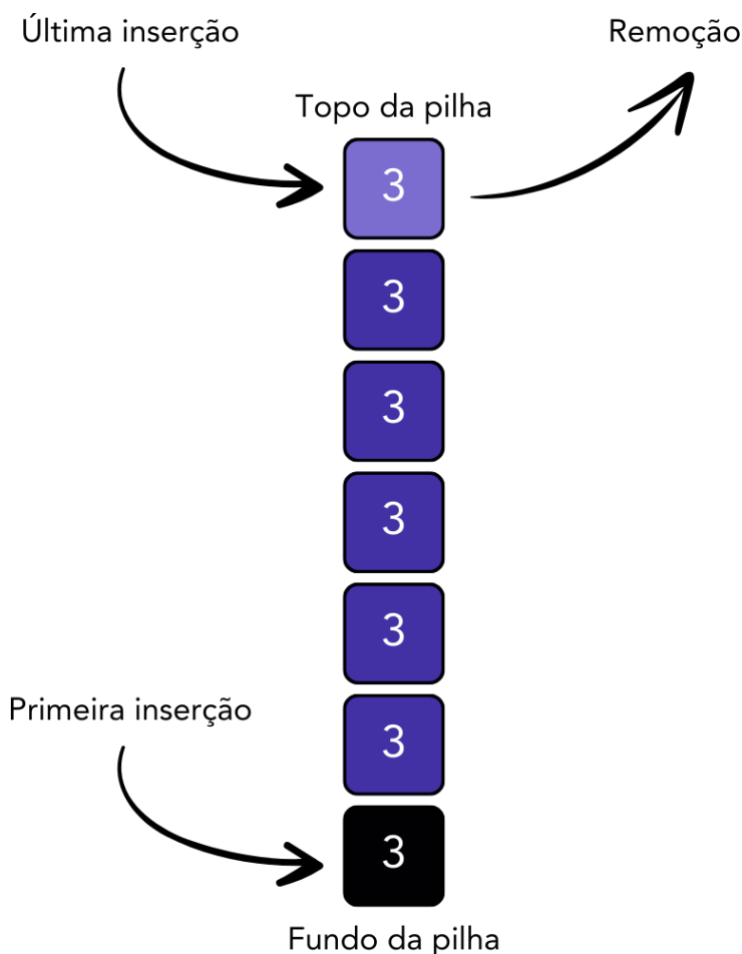 Última inserção
Remoção
Topo da pilha
3
3
3
3
3
Primeira inserção
3
3
Fundo da pilha